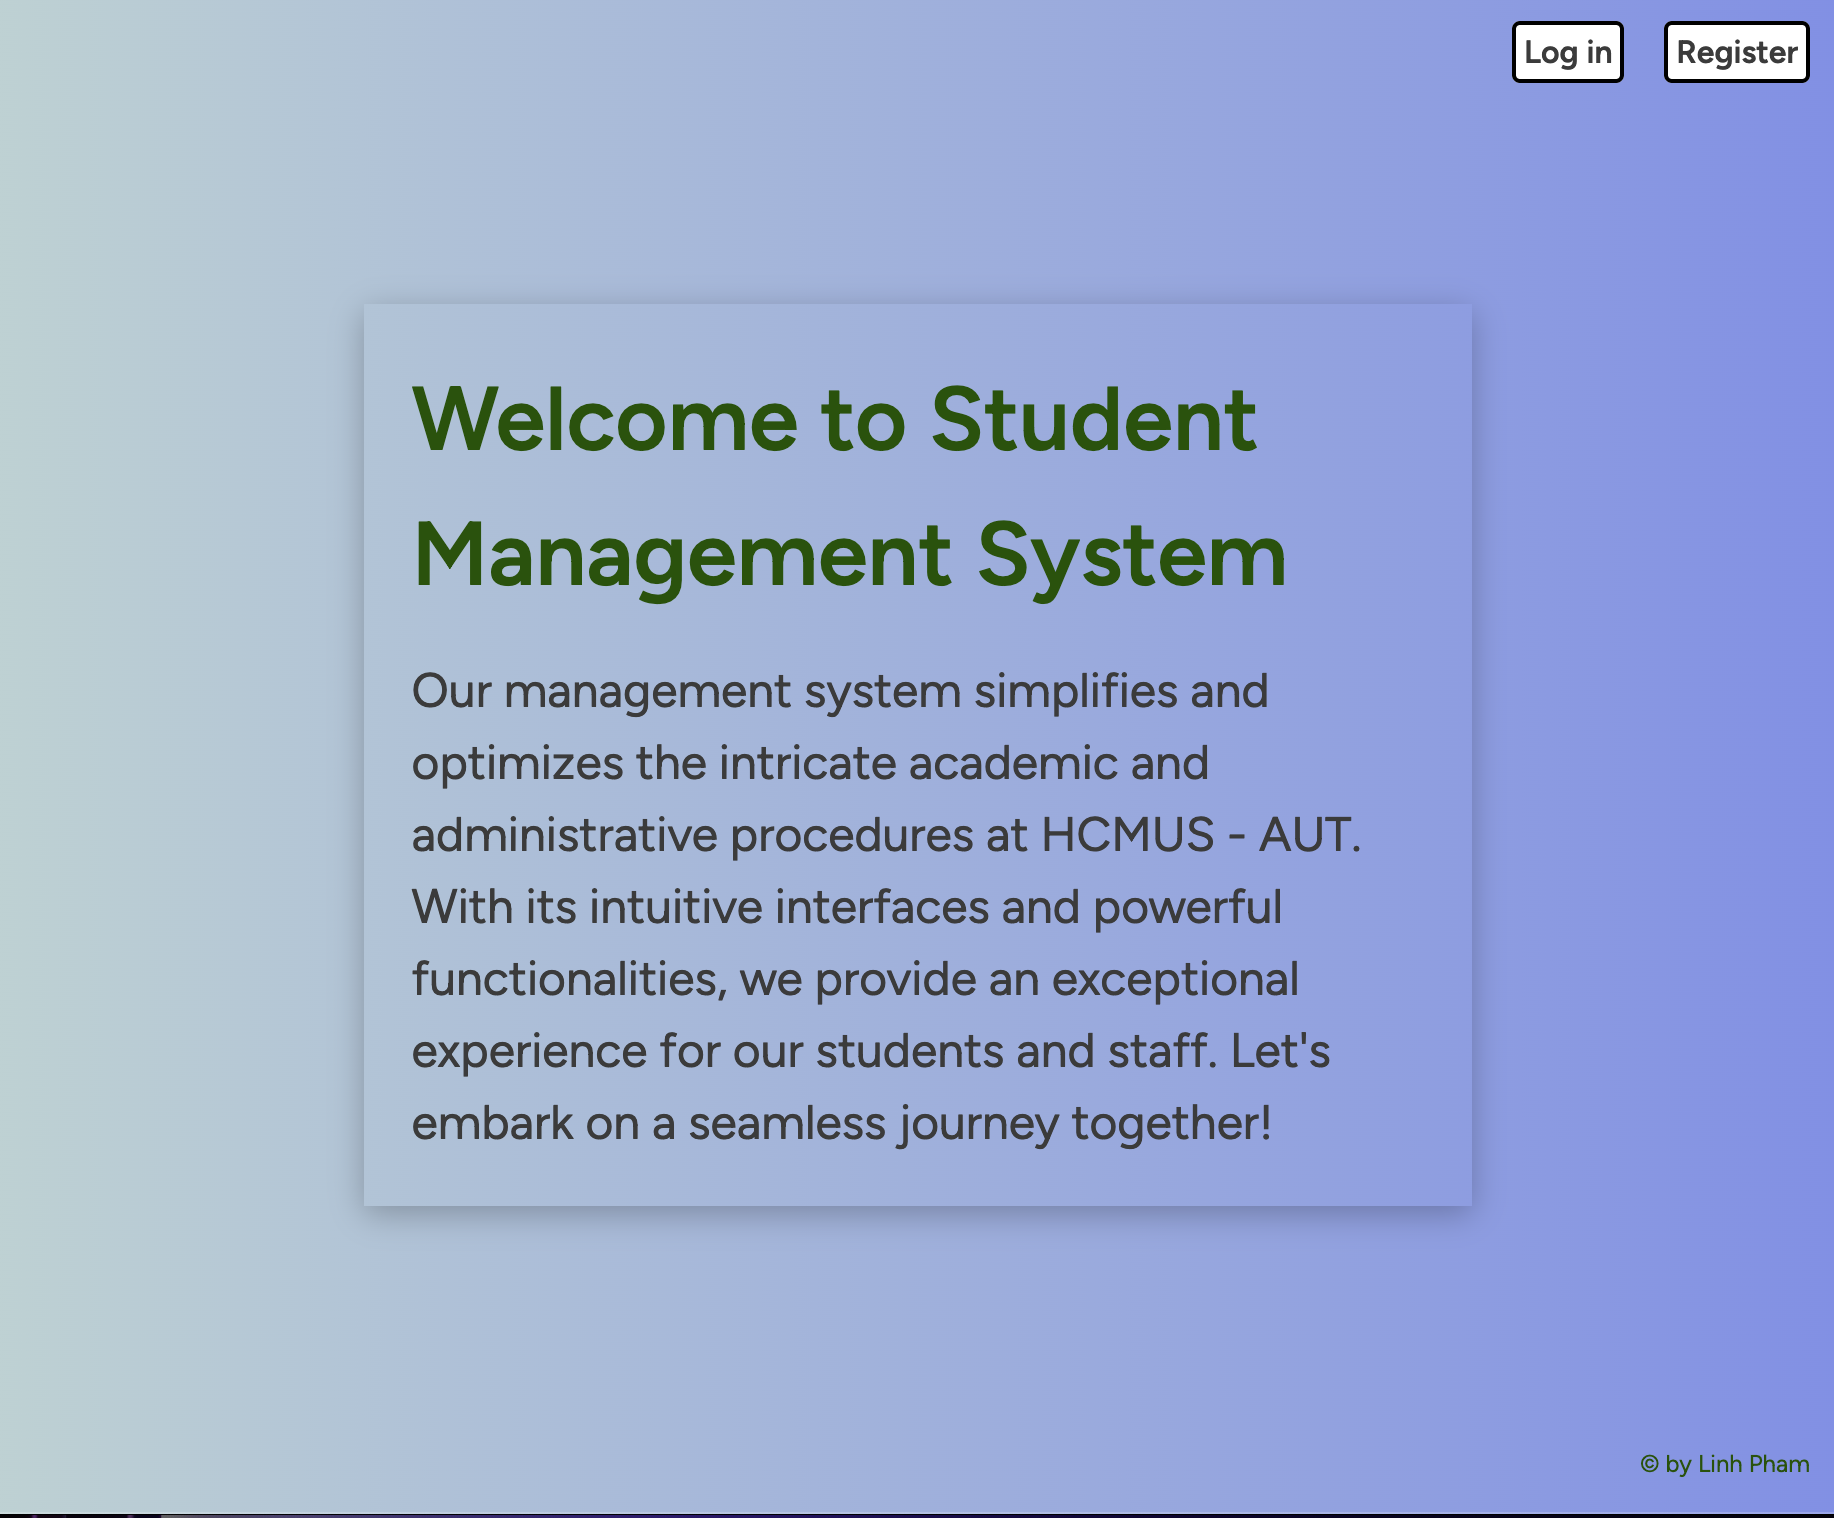 Log in
Register
Welcome to Student
Management System
Our management system simplifies and
optimizes the intricate academic and
administrative procedures at HCMUS - AUT.
With its intuitive interfaces and powerful
functionalities, we provide an exceptional
experience for our students and staff. Let's
embark on a seamless journey together!
© by Linh Pham